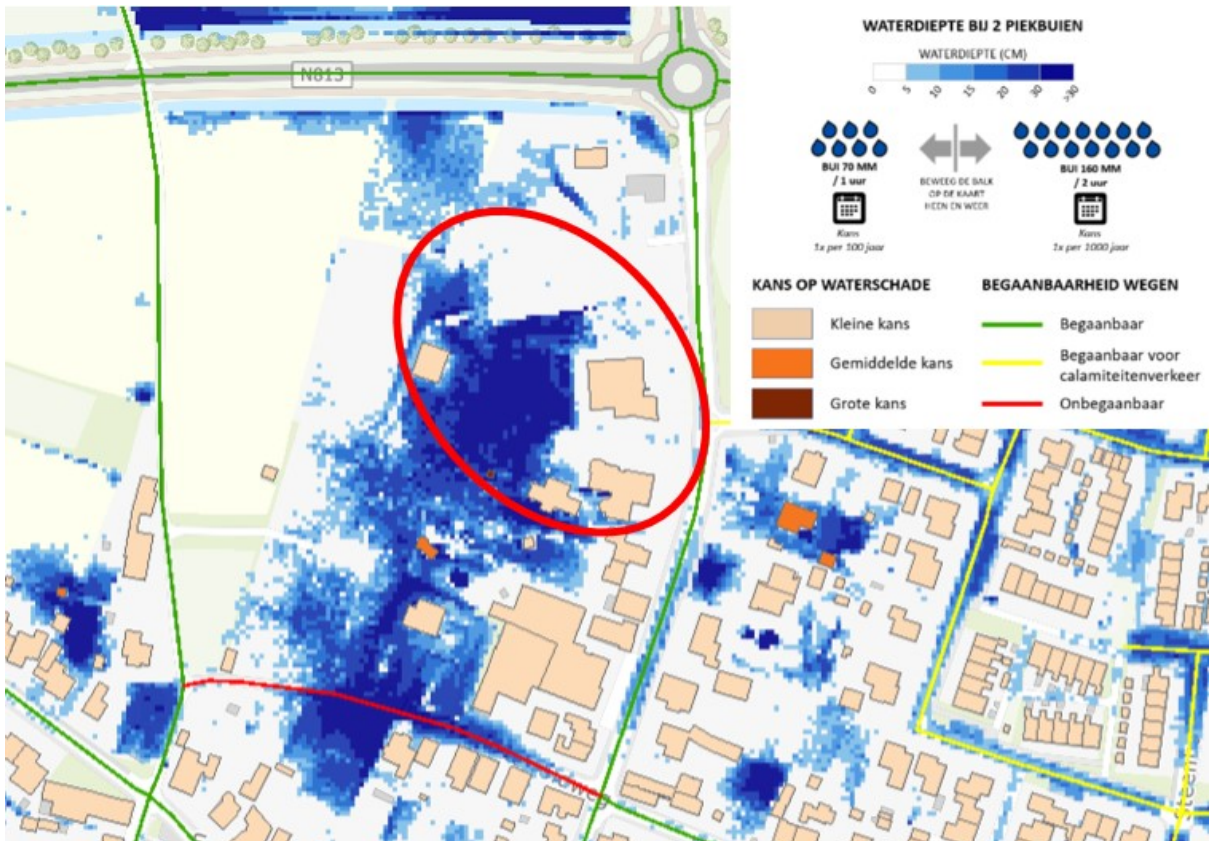 N813
WATERDIEPTE BIJ 2 PIEKBUIEN
WATERDIEPTE (CM)
0 5 10 15 20 30 >30
BUI 70 MM
/ 1 uur
Kans
1x per 100 jaar
BEWEEG DE BALK
OP DE KAART
HEEN EN WEER
BUI 160 MM
/ 2 uur
Kans
1x per 1000 jaar
KANS OP WATERSCHADE
Kleine kans
Gemiddelde kans
Grote kans
BEGAANBAARHEID WEGEN
Begaanbaar
Begaanbaar voor
calamiteitenverkeer
Onbegaanbaar